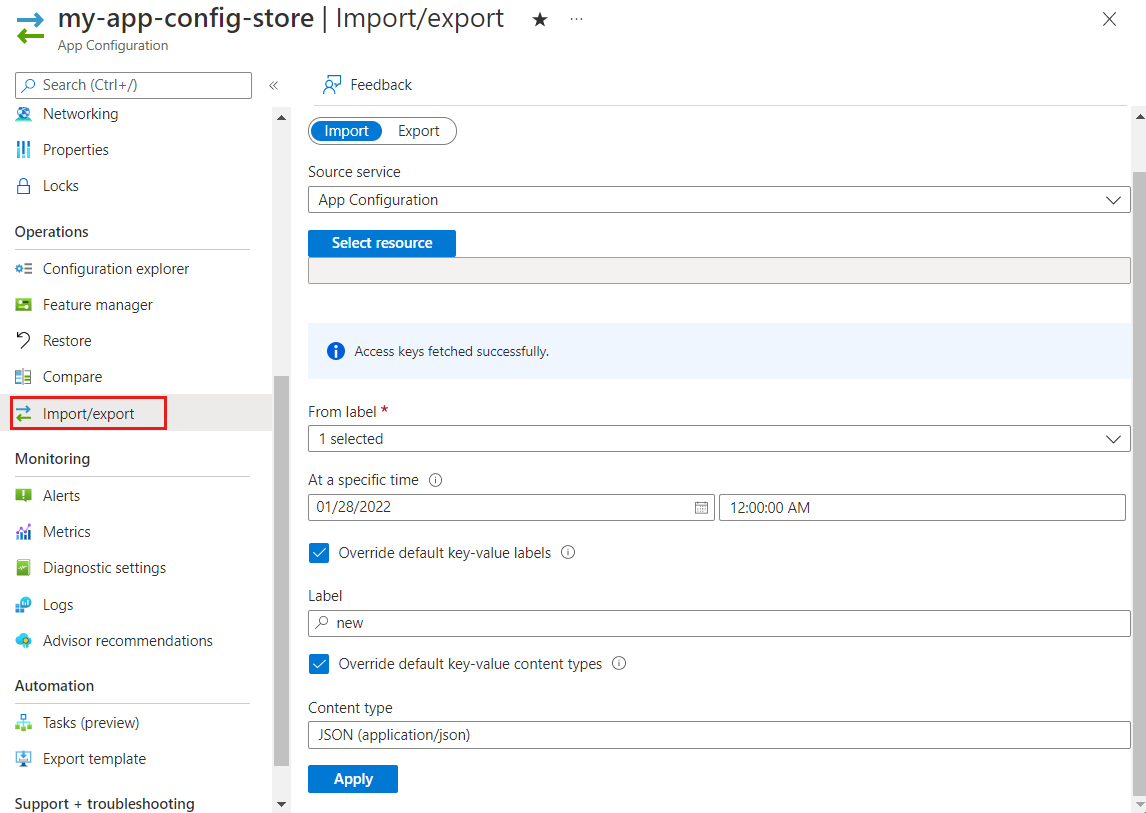 my-app-config-store | Import/export
App Configuration
Search (Ctrl+/)
Networking
Properties
Locks
Operations
Configuration explorer
Feature manager
Restore
Compare
Import/export
Monitoring
Alerts
Metrics
Diagnostic settings
Logs
Advisor recommendations
Automation
Tasks (preview)
Export template
Support + troubleshooting
Feedback
Import Export
Source service
App Configuration
Select resource
Access keys fetched successfully.
From label *
1 selected
At a specific time
01/28/2022 12:00:00 AM
Override default key-value labels
Label
new
Override default key-value content types
Content type
JSON (application/json)
Apply